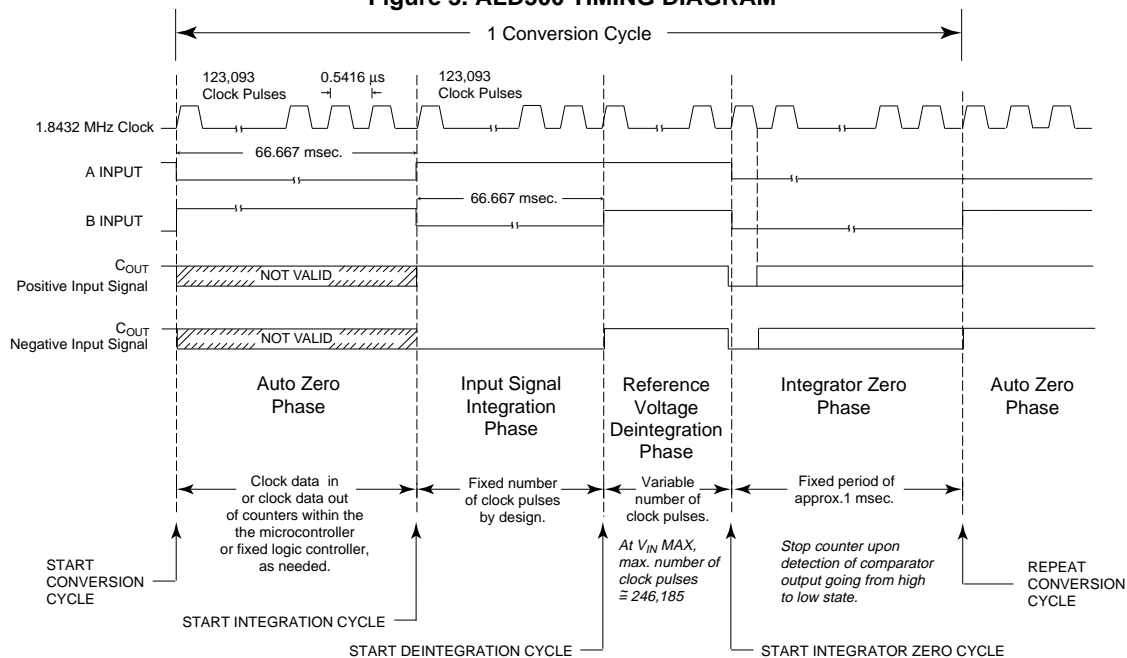 Figure ALD500 TIMING DIAGRAM
1 Conversion Cycle
123,093
Clock Pulses
0.5416 µs
123,093
Clock Pulses
1.8432 MHz Clock
66.667 msec.
A INPUT
66.667 msec.
B INPUT
COUT
Positive Input Signal
NOT VALID
COUT
Negative Input Signal
NOT VALID
Auto Zero
Phase
Input Signal
Integration
Phase
Reference
Voltage
Deintegration
Phase
Integrator Zero
Phase
Auto Zero
Phase
Clock data in
or clock data out
of counters within the
the microcontroller
or fixed logic controller,
as needed.
Fixed number
of clock pulses
by design.
Variable
number of
clock pulses.
At VIN MAX,
max. number of
clock pulses
≅ 246,185
Fixed period of
approx.1 msec.
Stop counter upon
detection of comparator
output going from high
to low state.
START
CONVERSION
CYCLE
REPEAT
CONVERSION
CYCLE
START INTEGRATION CYCLE
START DEINTEGRATION CYCLE
START INTEGRATOR ZERO CYCLE